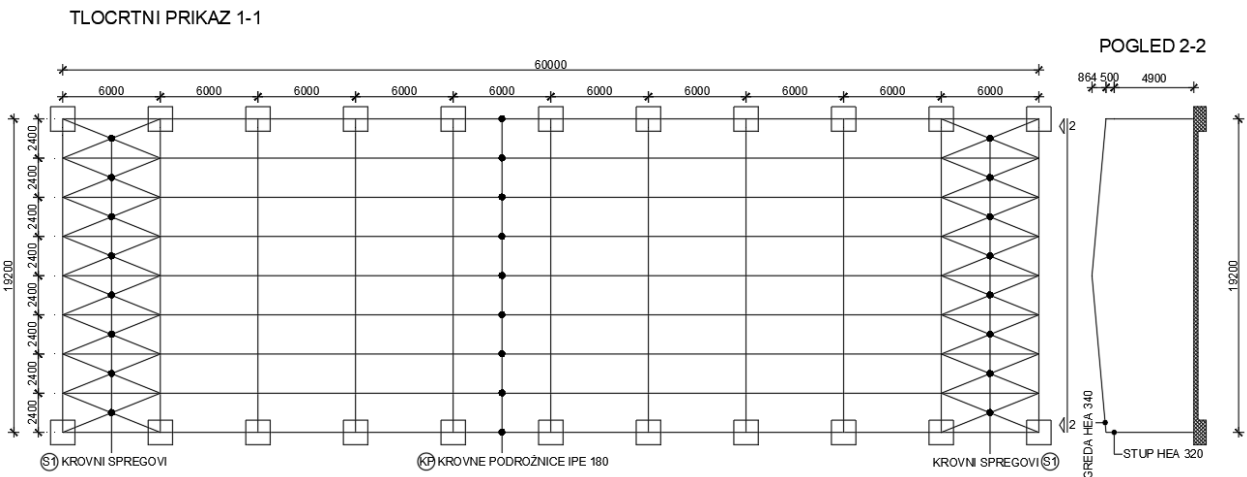 TLOCRTNI PRIKAZ 1-1
POGLED 2-2
60000
864 500 4900
6000 6000 6000 6000 6000 6000 6000 6000 6000 6000
2
2400
2400
2400
2400
2400
2400
2400
2400
19200
19200
2
GREDA HEA 340
STUP HEA 320
S1 KROVNI SPREGOVI
KP KROVNE PODROŽNICE IPE 180
KROVNI SPREGOVI S1